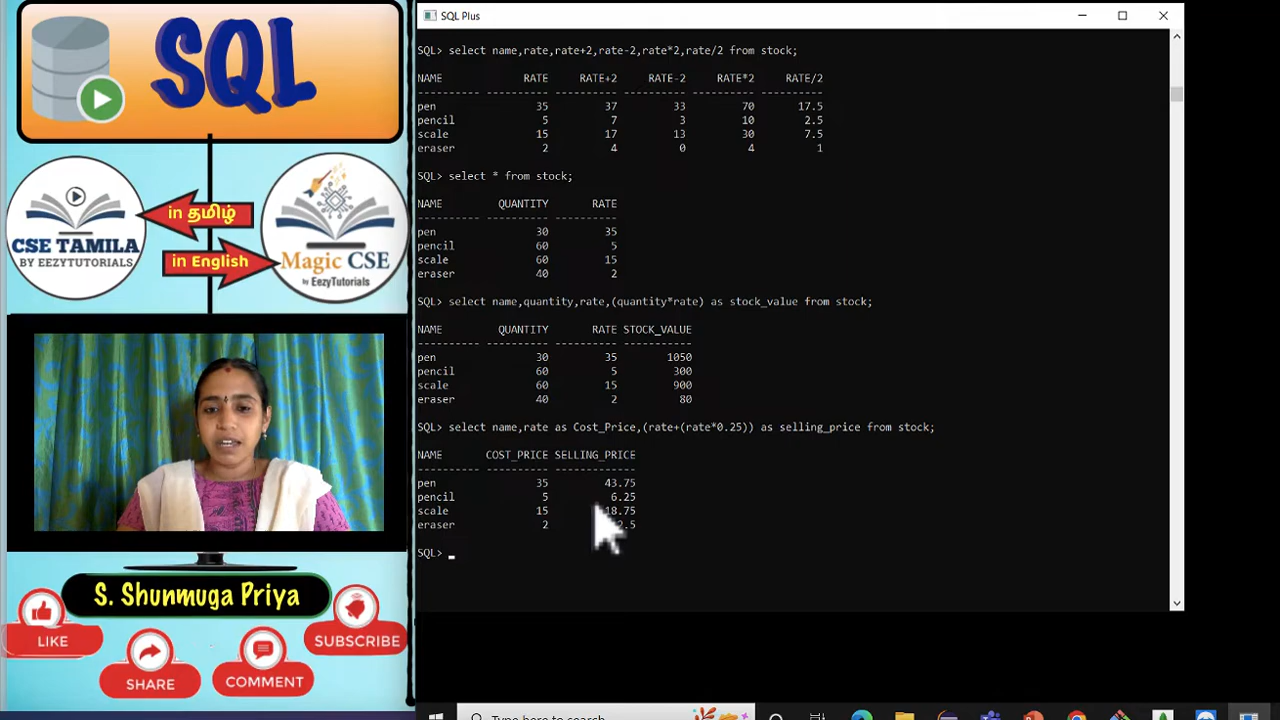 SQL
in தமிழ்
CSE TAMILA
BY EEZYTUTORIALS
in English
Magic CSE
by EezyTutorials
S. Shunmuga Priya
LIKE
SHARE
COMMENT
SUBSCRIBE
SQL Plus
SQL> select name,rate,rate+2,rate-2,rate*2,rate/2 from stock;
NAME RATE RATE+2 RATE-2 RATE*2 RATE/2
---------- ---------- ---------- ---------- ---------- ----------
pen 35 37 33 70 17.5
pencil 5 7 3 10 2.5
scale 15 17 13 30 7.5
eraser 2 4 0 4 1
SQL> select * from stock;
NAME QUANTITY RATE
---------- ---------- ----------
pen 30 35
pencil 60 5
scale 60 15
eraser 40 2
SQL> select name,quantity,rate,(quantity*rate) as stock_value from stock;
NAME QUANTITY RATE STOCK_VALUE
---------- ---------- ---------- -----------
pen 30 35 1050
pencil 60 5 300
scale 60 15 900
eraser 40 2 80
SQL> select name,rate as Cost_Price,(rate+(rate*0.25)) as selling_price from stock;
NAME COST_PRICE SELLING_PRICE
---------- ---------- -------------
pen 35 43.75
pencil 5 6.25
scale 15 18.75
eraser 2 2.5
SQL>
Type here to search